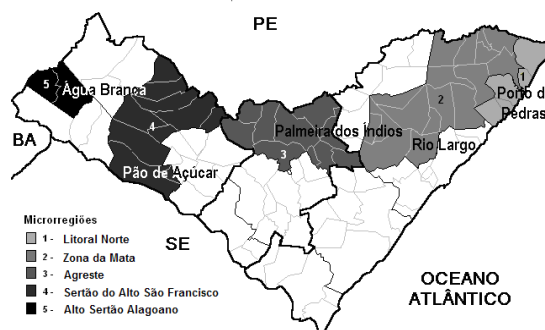 PE
1
5
Água Branca
Porto d
Pedras
2
4
Palmeira dos Índios
BA
Rio Largo
3
Pão de Açúcar
SE
Microrregiões
1 - Litoral Norte
2 - Zona da Mata
3 - Agreste
4 - Sertão do Alto São Francisco
5 - Alto Sertão Alagoano
OCEANO
ATLÂNTICO